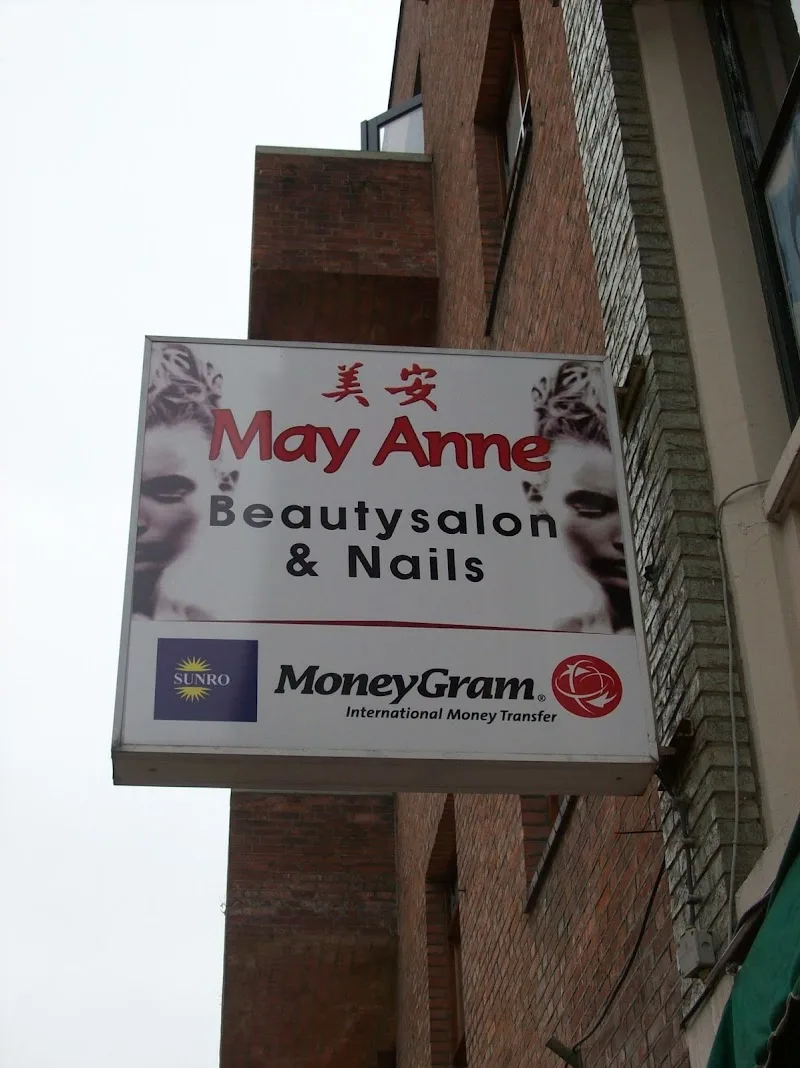 美安
May Anne
Beautysalon
& Nails
SUNRO
MoneyGram®
International Money Transfer